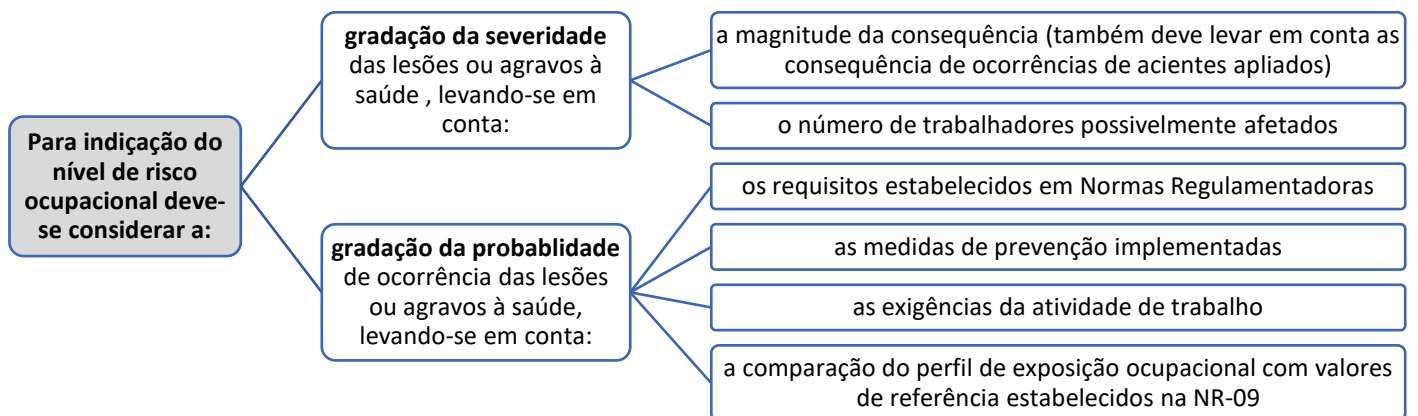 Para indicação do
nível de risco
ocupacional deve-
se considerar a:
gradação da severidade
das lesões ou agravos à
saúde , levando-se em
conta:
a magnitude da consequência (também deve levar em conta as
consequência de ocorrências de acientes apliados)
o número de trabalhadores possivelmente afetados
gradação da probablidade
de ocorrência das lesões
ou agravos à saúde,
levando-se em conta:
os requisitos estabelecidos em Normas Regulamentadoras
as medidas de prevenção implementadas
as exigências da atividade de trabalho
a comparação do perfil de exposição ocupacional com valores
de referência estabelecidos na NR-09